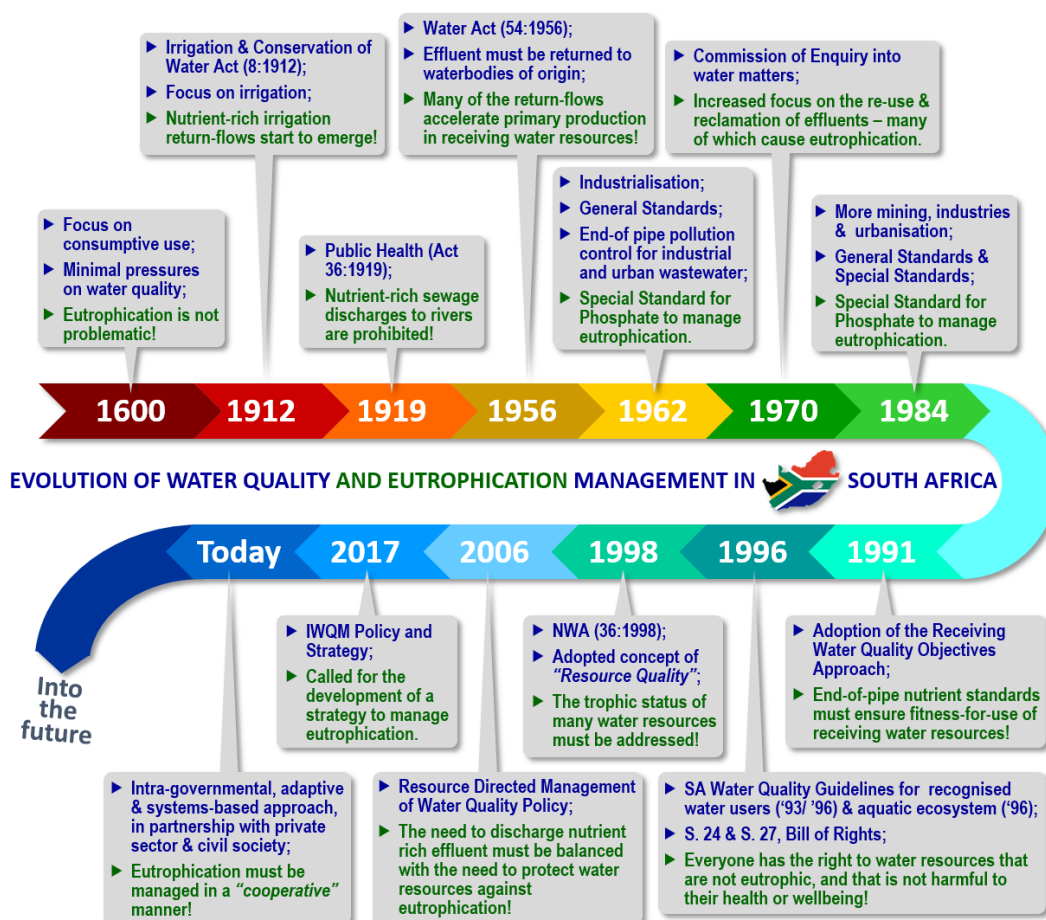 ► Irrigation & Conservation of
Water Act (8:1912);
► Focus on irrigation;
► Nutrient-rich irrigation
return-flows start to emerge!
► Water Act (54:1956);
► Effluent must be returned to
waterbodies of origin;
► Many of the return-flows
accelerate primary production
in receiving water resources!
► Commission of Enquiry into
water matters;
► Increased focus on the re-use &
reclamation of effluents – many
of which cause eutrophication.
► Focus on
consumptive use;
► Minimal pressures
on water quality;
► Eutrophication is not
problematic!
► Public Health (Act
36:1919);
► Nutrient-rich sewage
discharges to rivers
are prohibited!
► Industrialisation;
► General Standards;
► End-of pipe pollution
control for industrial
and urban wastewater;
► Special Standard for
Phosphate to manage
eutrophication.
► More mining, industries
& urbanisation;
► General Standards &
Special Standards;
► Special Standard for
Phosphate to manage
eutrophication.
1600 1912 1919 1956 1962 1970 1984
EVOLUTION OF WATER QUALITY AND EUTROPHICATION MANAGEMENT IN SOUTH AFRICA
Today 2017 2006 1998 1996 1991
Into
the
future
► IWQM Policy and
Strategy;
► Called for the
development of a
strategy to manage
eutrophication.
► NWA (36:1998);
► Adopted concept of
“Resource Quality”;
► The trophic status of
many water resources
must be addressed!
► Adoption of the Receiving
Water Quality Objectives
Approach;
► End-of-pipe nutrient standards
must ensure fitness-for-use of
receiving water resources!
► Intra-governmental, adaptive
& systems-based approach,
in partnership with private
sector & civil society;
► Eutrophication must be
managed in a “cooperative”
manner!
► Resource Directed Management
of Water Quality Policy;
► The need to discharge nutrient
rich effluent must be balanced
with the need to protect water
resources against
eutrophication!
► SA Water Quality Guidelines for recognised
water users (‘93/ ’96) & aquatic ecosystem (‘96);
► S. 24 & S. 27, Bill of Rights;
► Everyone has the right to water resources that
are not eutrophic, and that is not harmful to
their health or wellbeing!